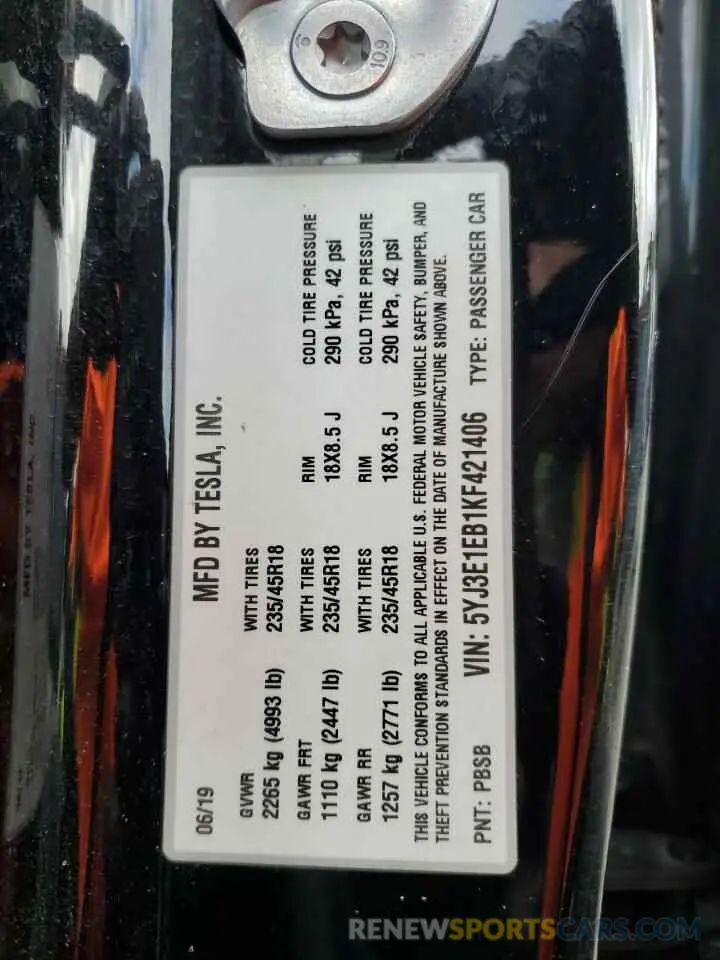 06/19 MFD BY TESLA, INC.
GVWR WITH TIRES
2265 kg (4993 lb) 235/45R18
GAWR FRT WITH TIRES RIM COLD TIRE PRESSURE
1110 kg (2447 lb) 235/45R18 18X8.5 J 290 kPa, 42 psi
GAWR RR WITH TIRES RIM COLD TIRE PRESSURE
1257 kg (2771 lb) 235/45R18 18X8.5 J 290 kPa, 42 psi
THIS VEHICLE CONFORMS TO ALL APPLICABLE U.S. FEDERAL MOTOR VEHICLE SAFETY, BUMPER, AND
THEFT PREVENTION STANDARDS IN EFFECT ON THE DATE OF MANUFACTURE SHOWN ABOVE.
PNT: PBSB VIN: 5YJ3E1EB1KF421406 TYPE: PASSENGER CAR
10.9
MFD BY TESLA, INC.
RENEWSPORTSCARS.COM